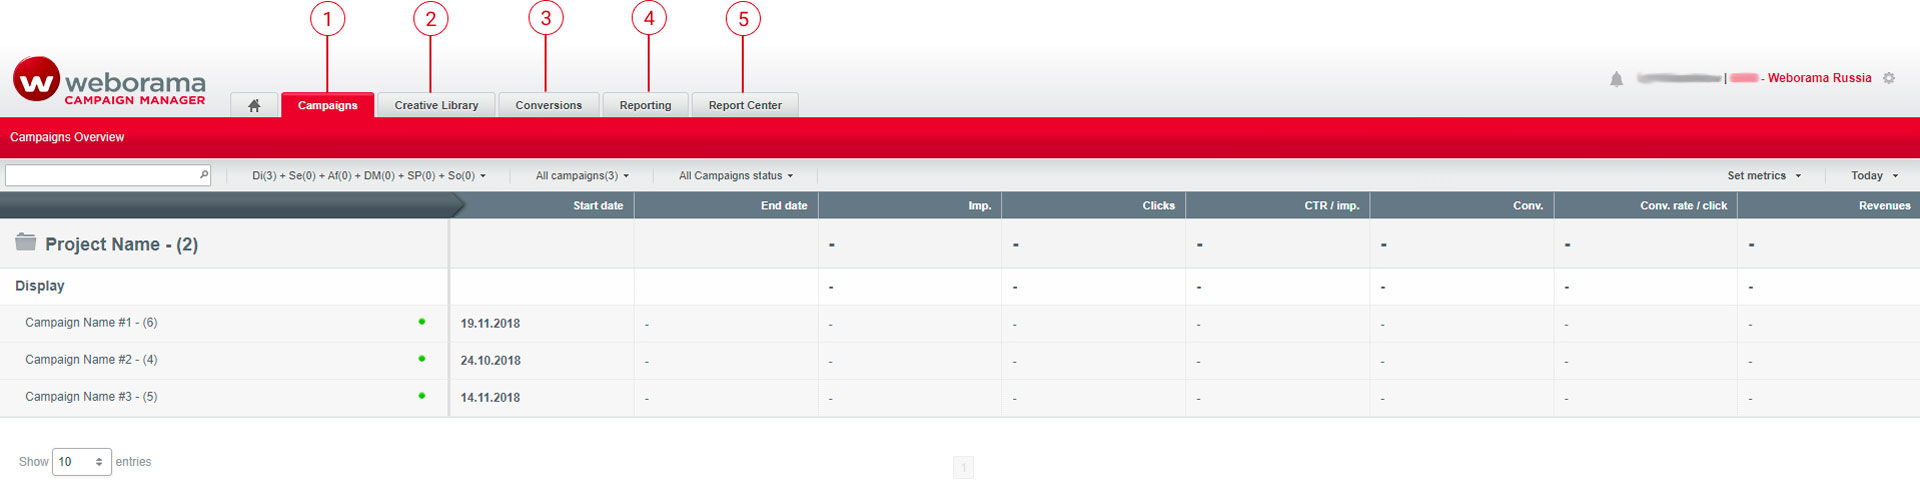 1 2 3 4 5
weborama
CAMPAIGN MANAGER
Campaigns Creative Library Conversions Reporting Report Center
| - Weborama Russia
Campaigns Overview
Di(3) + Se(0) + Af(0) + DM(0) + SP(0) + So(0) All campaigns(3) All Campaigns status Set metrics Today
Start date End date Imp. Clicks CTR / imp. Conv. Conv. rate / click Revenues
Project Name - (2) - - - - - -
Display - - - - - -
Campaign Name #1 - (6) 19.11.2018 - - - - - - -
Campaign Name #2 - (4) 24.10.2018 - - - - - - -
Campaign Name #3 - (5) 14.11.2018 - - - - - - -
Show 10 entries 1